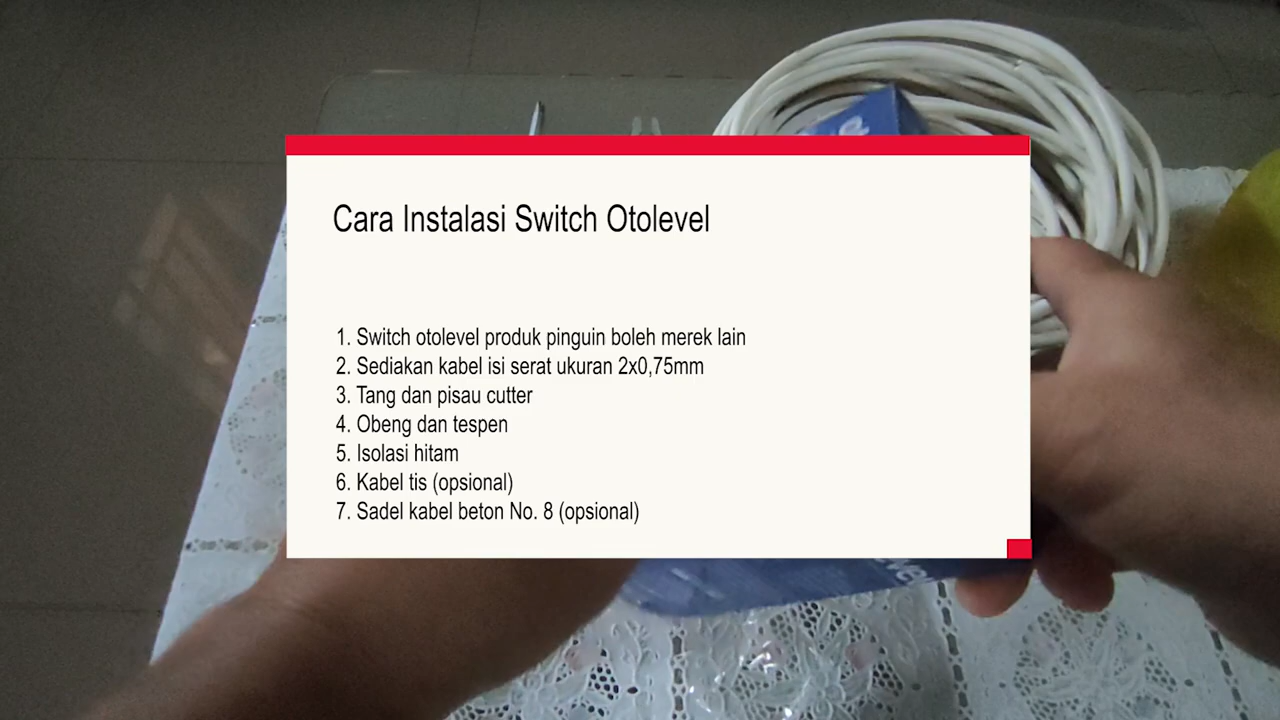 Cara Instalasi Switch Otolevel
1. Switch otolevel produk pinguin boleh merek lain
2. Sediakan kabel isi serat ukuran 2x0,75mm
3. Tang dan pisau cutter
4. Obeng dan tespen
5. Isolasi hitam
6. Kabel tis (opsional)
7. Sadel kabel beton No. 8 (opsional)